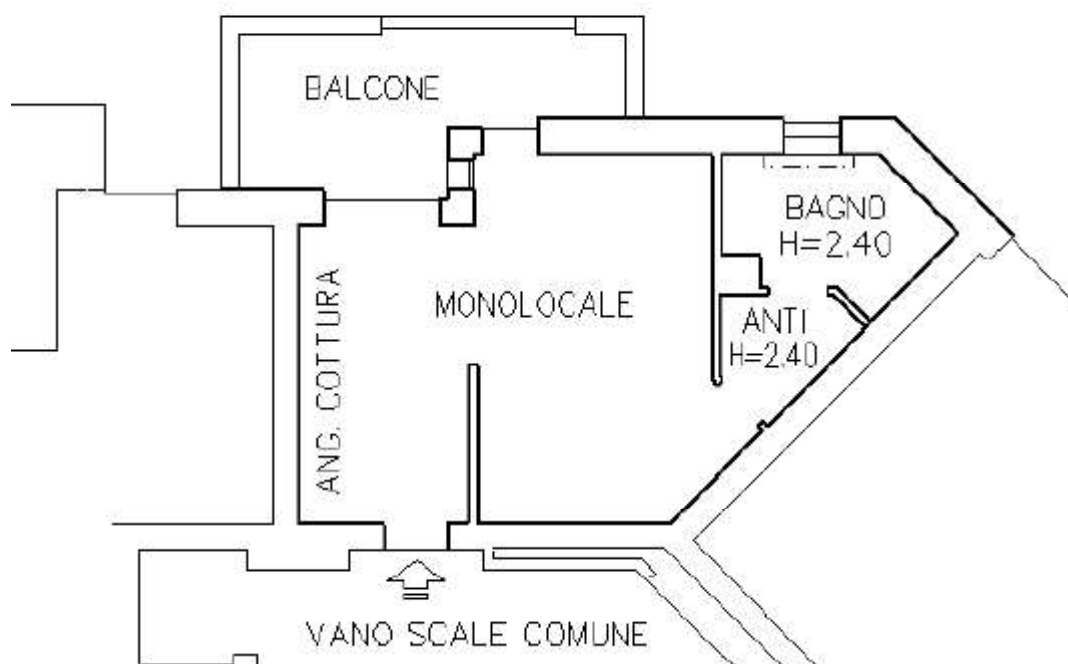 BALCONE
BAGNO
H=2.40
MONOLOCALE
ANTI
H=2.40
ANG. COTTURA
VANO SCALE COMUNE